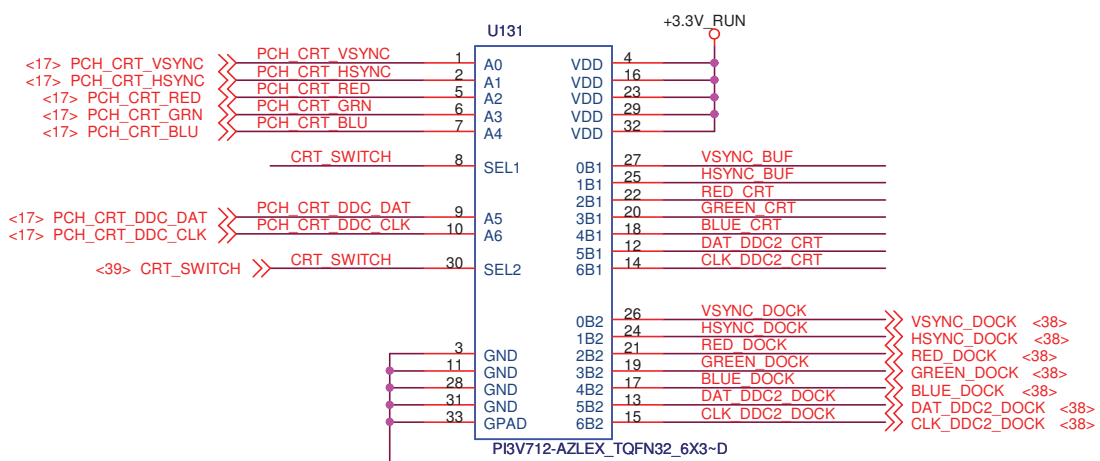 +3.3V_RUN
U131
<17> PCH_CRT_VSYNC PCH_CRT_VSYNC 1 A0 VDD 4
<17> PCH_CRT_HSYNC PCH_CRT_HSYNC 2 A1 VDD 16
<17> PCH_CRT_RED PCH_CRT_RED 5 A2 VDD 23
<17> PCH_CRT_GRN PCH_CRT_GRN 6 A3 VDD 29
<17> PCH_CRT_BLU PCH_CRT_BLU 7 A4 VDD 32
CRT_SWITCH 8 SEL1 0B1 27 VSYNC_BUF
1B1 25 HSYNC_BUF
2B1 22 RED_CRT
<17> PCH_CRT_DDC_DAT PCH_CRT_DDC_DAT 9 A5 3B1 20 GREEN_CRT
<17> PCH_CRT_DDC_CLK PCH_CRT_DDC_CLK 10 A6 4B1 18 BLUE_CRT
5B1 12 DAT_DDC2_CRT
<39> CRT_SWITCH CRT_SWITCH 30 SEL2 6B1 14 CLK_DDC2_CRT
0B2 26 VSYNC_DOCK VSYNC_DOCK <38>
1B2 24 HSYNC_DOCK HSYNC_DOCK <38>
3 GND 2B2 21 RED_DOCK RED_DOCK <38>
11 GND 3B2 19 GREEN_DOCK GREEN_DOCK <38>
28 GND 4B2 17 BLUE_DOCK BLUE_DOCK <38>
31 GND 5B2 13 DAT_DDC2_DOCK DAT_DDC2_DOCK <38>
33 GPAD 6B2 15 CLK_DDC2_DOCK CLK_DDC2_DOCK <38>
PI3V712-AZLEX_TQFN32_6X3~D